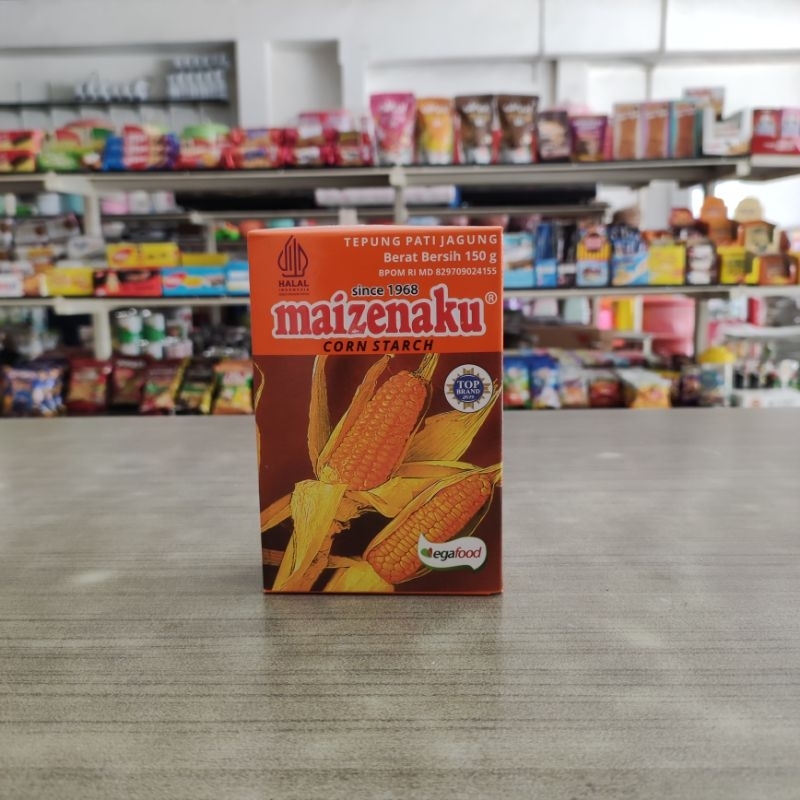 TEPUNG PATI JAGUNG
Berat Bersih 150 g
BPOM RI MD 829709024155
HALAL
INDONESIA
since 1968
maizenaku®
CORN STARCH
TOP
BRAND
egafood